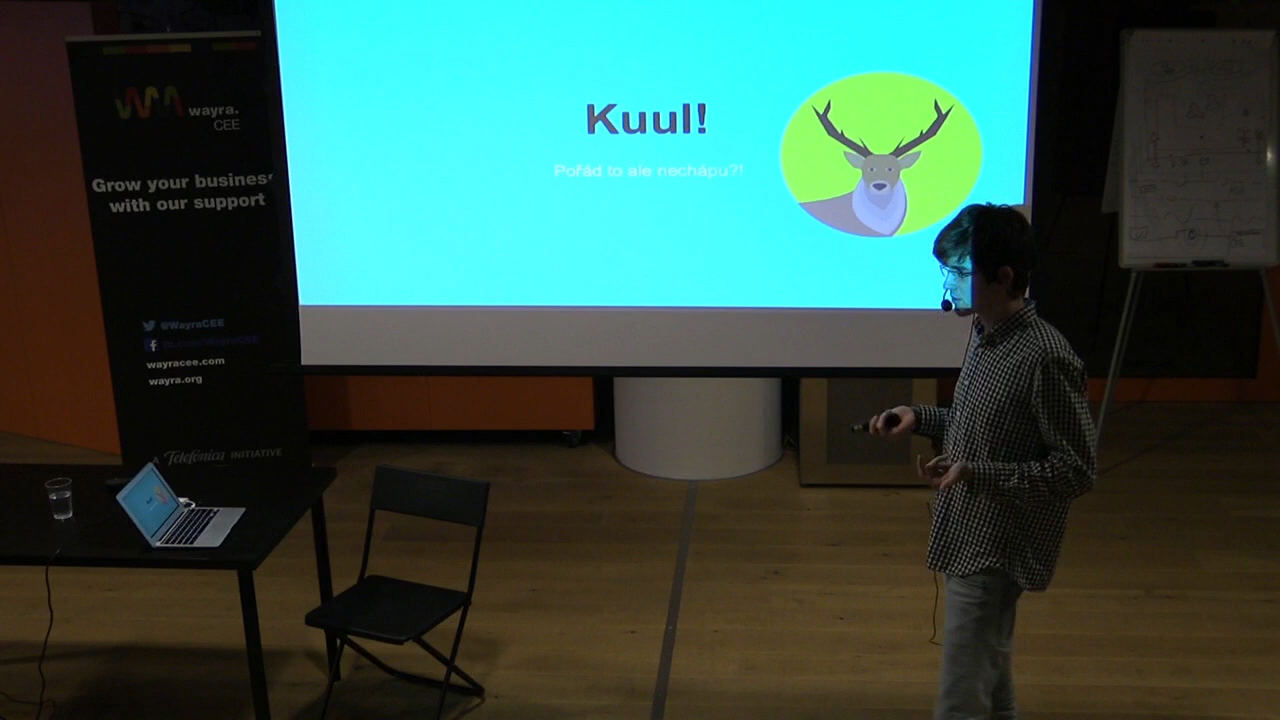 wayra.
CEE
Grow your business
with our support
@WayraCEE
wayracee.com
wayra.org
A Telefónica INITIATIVE
Kuul!
Pořád to ale nechápu?!